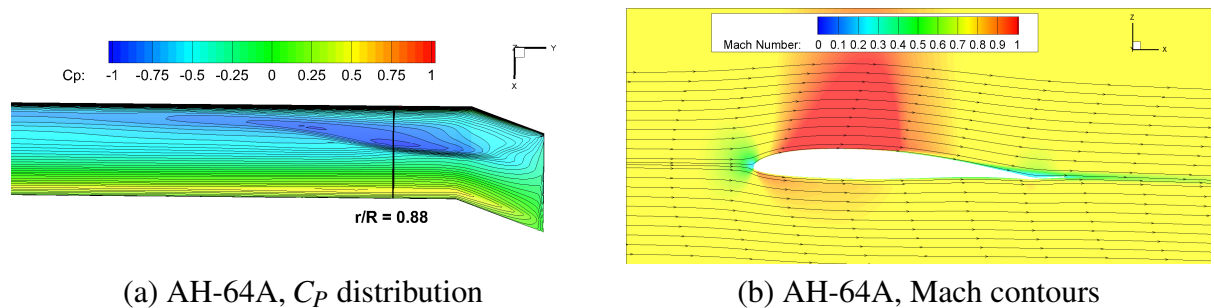 Cp: -1 -0.75 -0.5 -0.25 0 0.25 0.5 0.75 1
Z Y
X
r/R = 0.88
(a) AH-64A, C_P distribution
Mach Number: 0 0.1 0.2 0.3 0.4 0.5 0.6 0.7 0.8 0.9 1
Z
Y X
(b) AH-64A, Mach contours